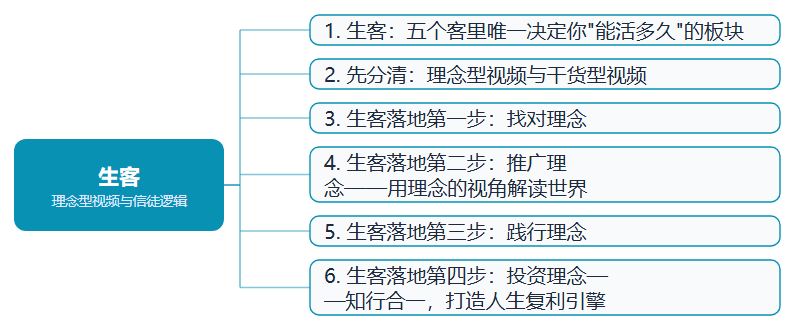 生客
理念型视频与信徒逻辑
1. 生客：五个客里唯一决定你"能活多久"的板块
2. 先分清：理念型视频与干货型视频
3. 生客落地第一步：找对理念
4. 生客落地第二步：推广理
念——用理念的视角解读世界
5. 生客落地第三步：践行理念
6. 生客落地第四步：投资理念—
—知行合一，打造人生复利引擎